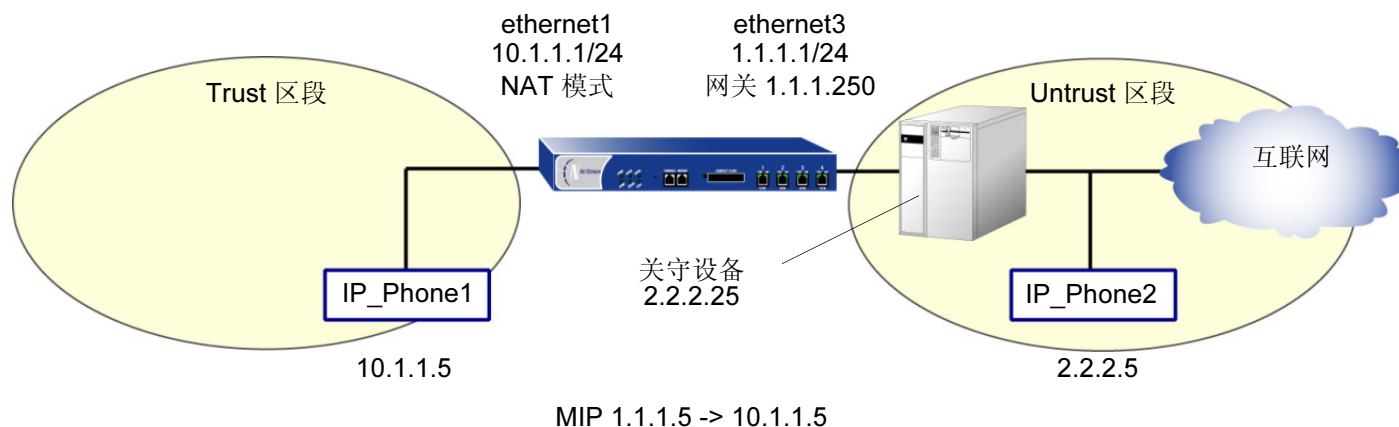 ethernet1
10.1.1.1/24
NAT 模式
ethernet3
1.1.1.1/24
网关 1.1.1.250
Trust 区段
Untrust 区段
互联网
关守设备
2.2.2.25
IP_Phone1
IP_Phone2
10.1.1.5
2.2.2.5
MIP 1.1.1.5 -> 10.1.1.5